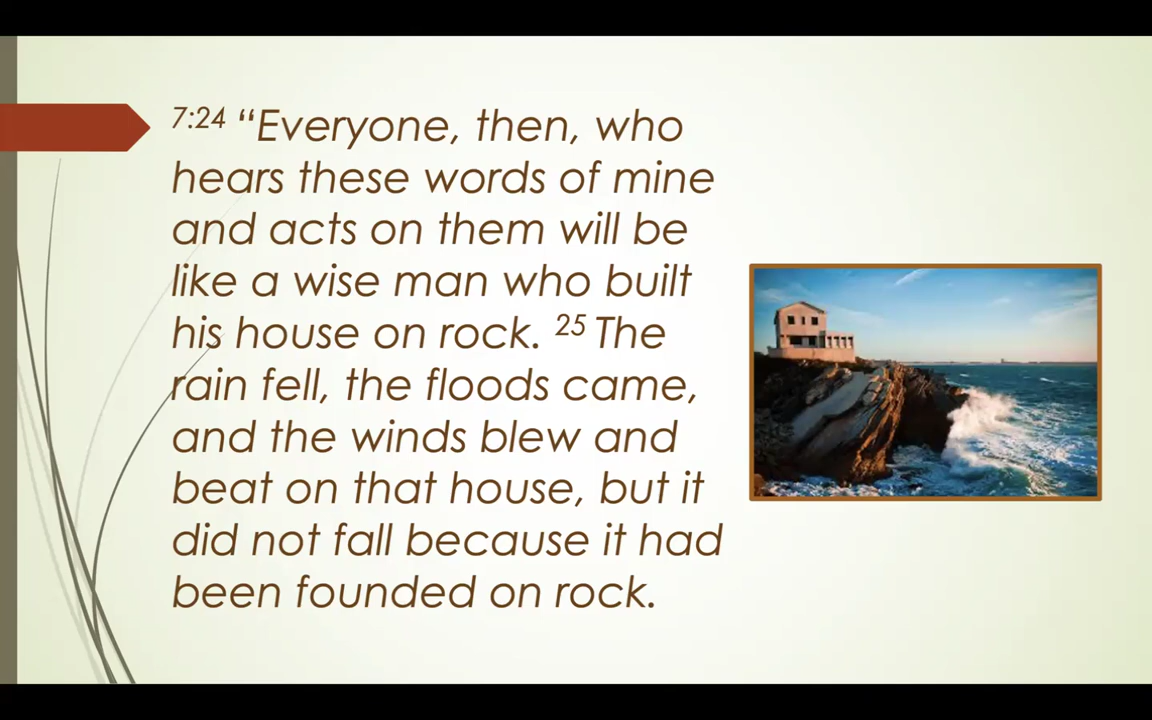 7:24 “Everyone, then, who
hears these words of mine
and acts on them will be
like a wise man who built
his house on rock. 25 The
rain fell, the floods came,
and the winds blew and
beat on that house, but it
did not fall because it had
been founded on rock.